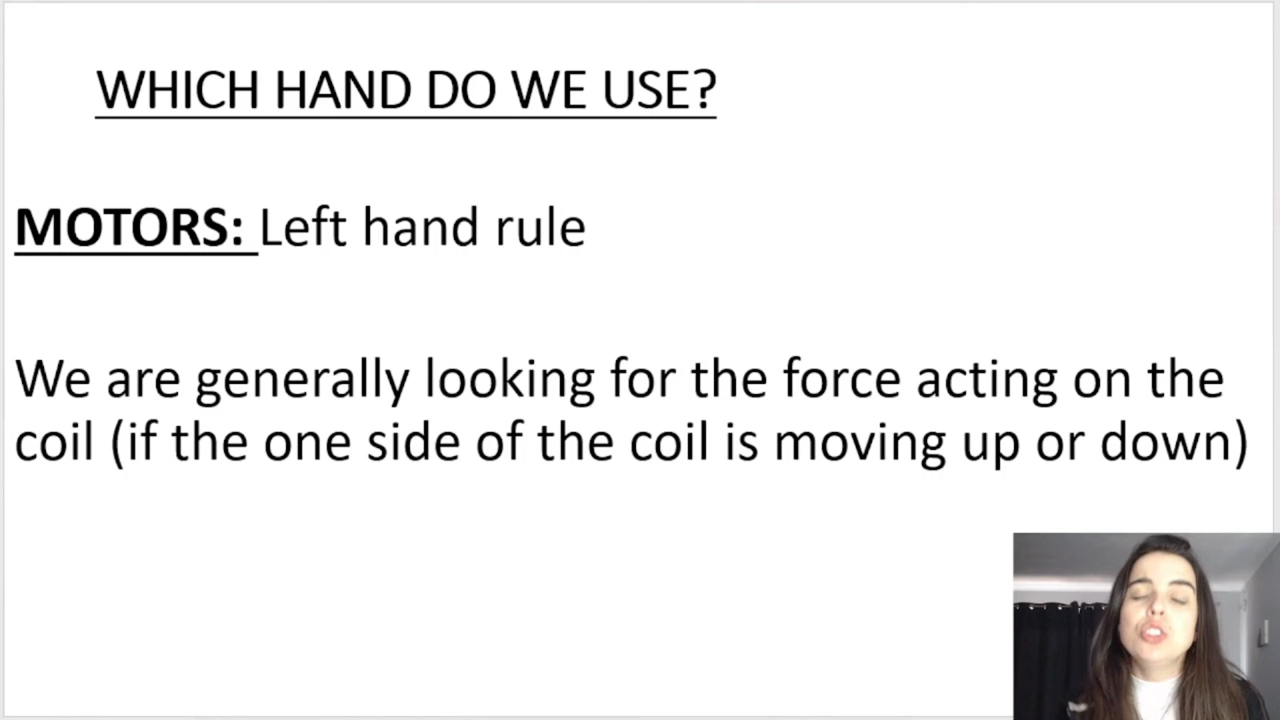 WHICH HAND DO WE USE?
MOTORS: Left hand rule
We are generally looking for the force acting on the
coil (if the one side of the coil is moving up or down)